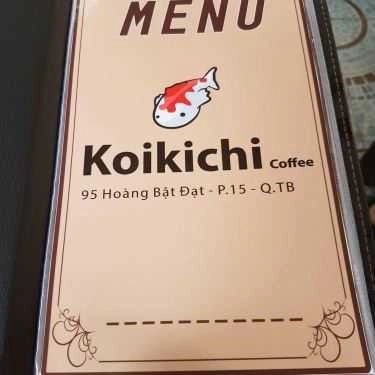 MENU
Koikichi Coffee
95 Hoàng Bật Đạt - P.15 - Q.TB